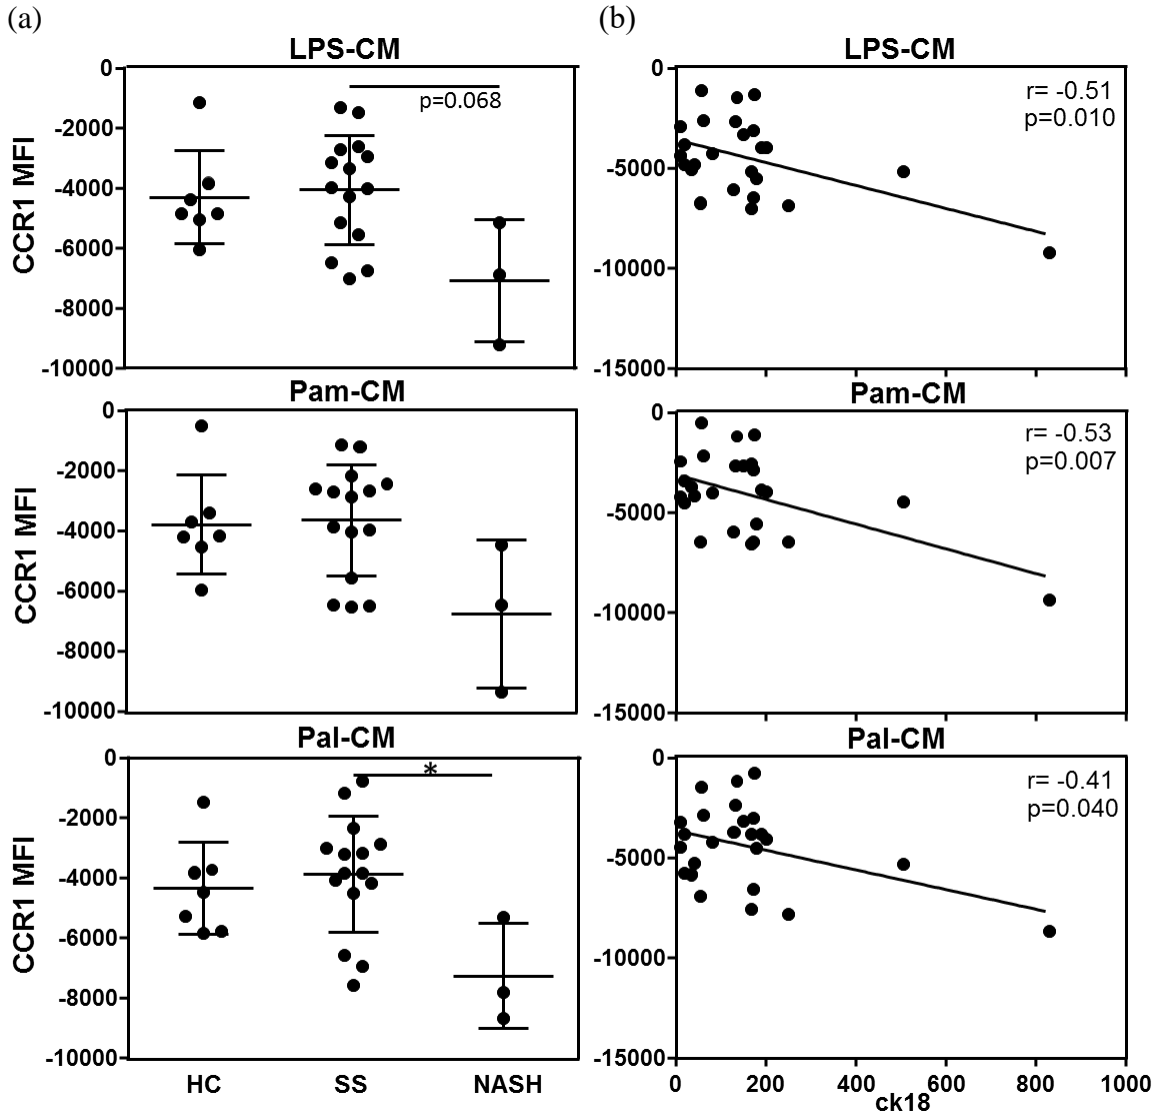 (a)
LPS-CM
0
-2000
-4000
-6000
-8000
-10000
CCR1 MFI
p=0.068
Pam-CM
0
-2000
-4000
-6000
-8000
-10000
CCR1 MFI
Pal-CM
0
-2000
-4000
-6000
-8000
-10000
CCR1 MFI
*
HC SS NASH
(b)
LPS-CM
0
-5000
-10000
-15000
r= -0.51
p=0.010
Pam-CM
0
-5000
-10000
-15000
r= -0.53
p=0.007
Pal-CM
0
-5000
-10000
-15000
r= -0.41
p=0.040
0 200 400 600 800 1000
ck18